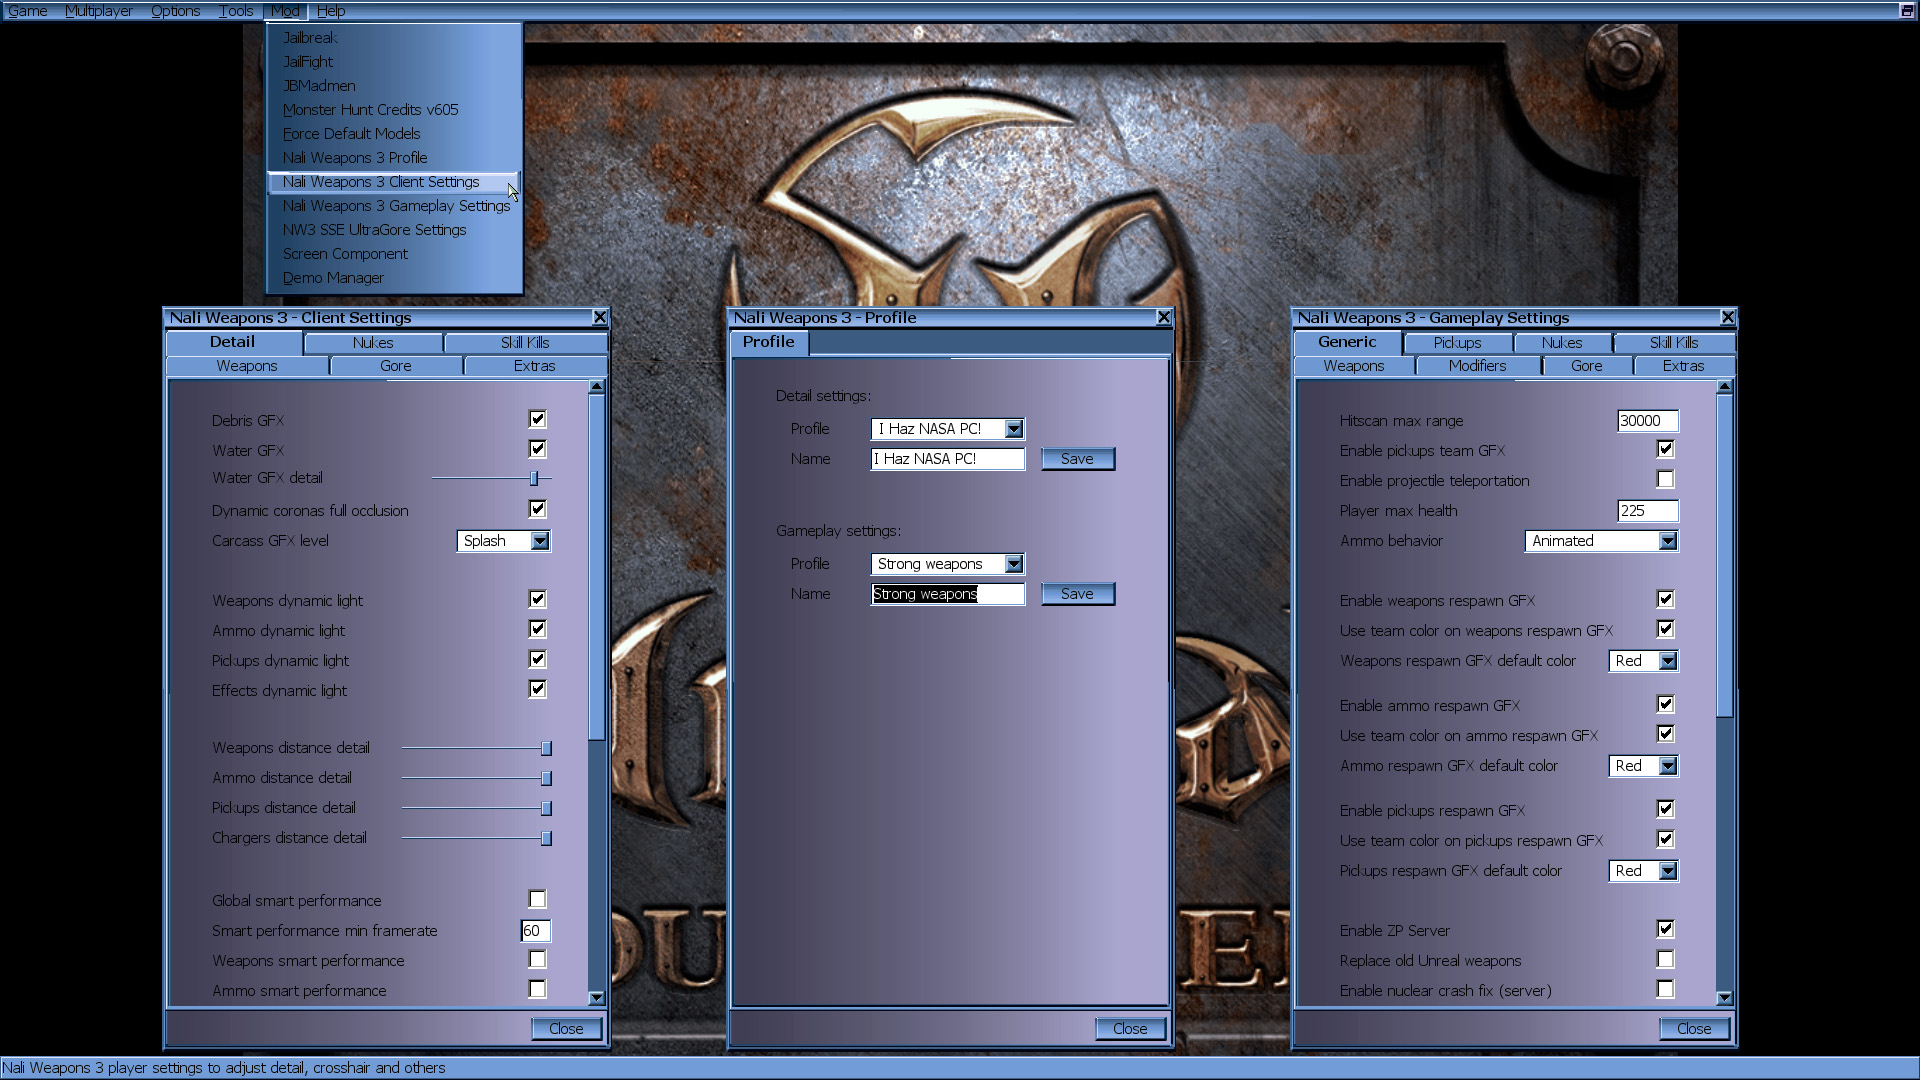 Game Multiplayer Options Tools Mod Help
Jailbreak
JailFight
JBMadmen
Monster Hunt Credits v605
Force Default Models
Nali Weapons 3 Profile
Nali Weapons 3 Client Settings
Nali Weapons 3 Gameplay Settings
NW3 SSE UltraGore Settings
Screen Component
Demo Manager
Nali Weapons 3 - Client Settings
Detail Nukes Skill Kills
Weapons Gore Extras
Debris GFX
Water GFX
Water GFX detail
Dynamic coronas full occlusion
Carcass GFX level Splash
Weapons dynamic light
Ammo dynamic light
Pickups dynamic light
Effects dynamic light
Weapons distance detail
Ammo distance detail
Pickups distance detail
Chargers distance detail
Global smart performance
Smart performance min framerate 60
Weapons smart performance
Ammo smart performance
Close
Nali Weapons 3 - Profile
Profile
Detail settings:
Profile I Haz NASA PC!
Name I Haz NASA PC! Save
Gameplay settings:
Profile Strong weapons
Name Strong weapons Save
Close
Nali Weapons 3 - Gameplay Settings
Generic Pickups Nukes Skill Kills
Weapons Modifiers Gore Extras
Hitscan max range 30000
Enable pickups team GFX
Enable projectile teleportation
Player max health 225
Ammo behavior Animated
Enable weapons respawn GFX
Use team color on weapons respawn GFX
Weapons respawn GFX default color Red
Enable ammo respawn GFX
Use team color on ammo respawn GFX
Ammo respawn GFX default color Red
Enable pickups respawn GFX
Use team color on pickups respawn GFX
Pickups respawn GFX default color Red
Enable ZP Server
Replace old Unreal weapons
Enable nuclear crash fix (server)
Close
Nali Weapons 3 player settings to adjust detail, crosshair and others